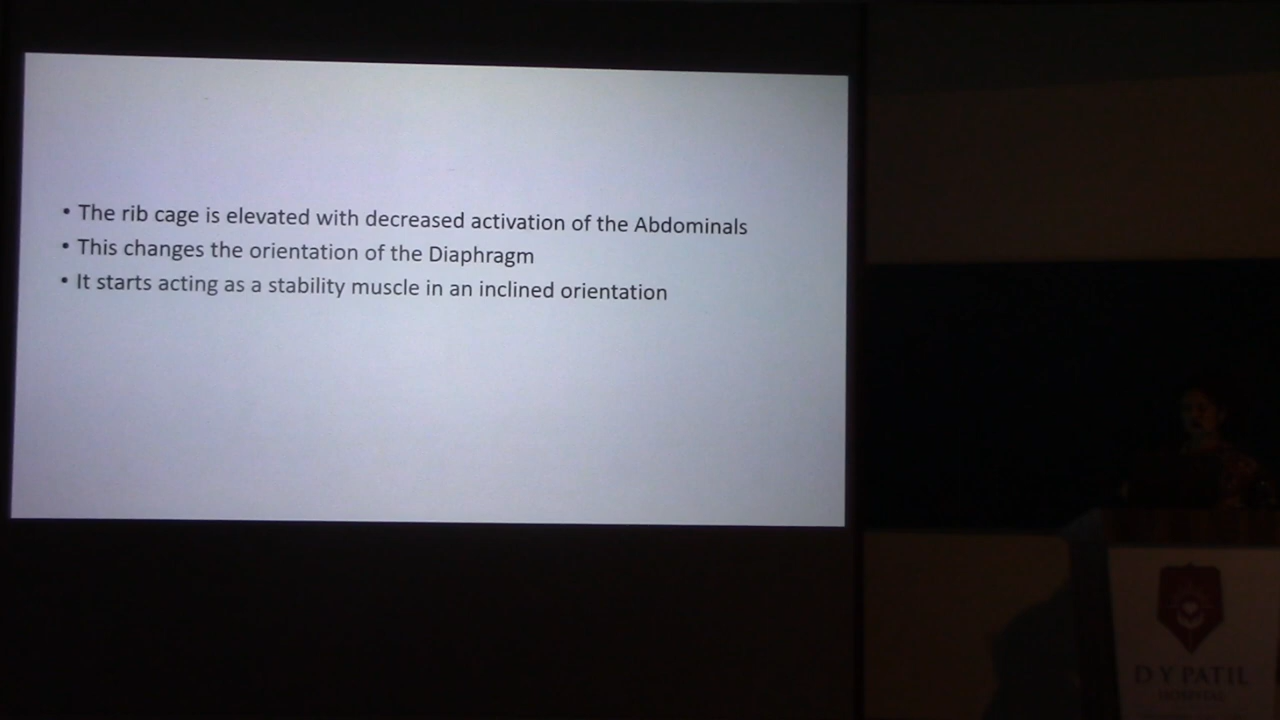 • The rib cage is elevated with decreased activation of the Abdominals
• This changes the orientation of the Diaphragm
• It starts acting as a stability muscle in an inclined orientation
D Y PATIL
HOSPITAL